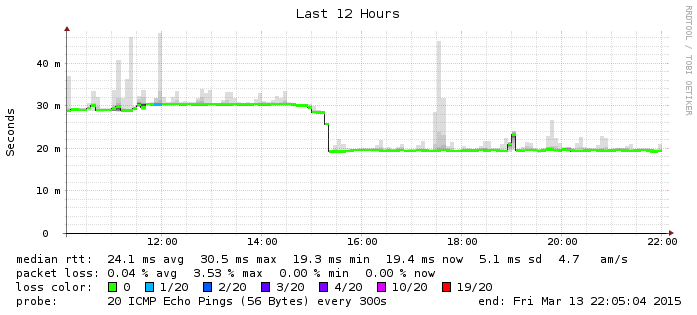 Last 12 Hours
RRDTOOL / TOBI OETIKER
Seconds
40 m
30 m
20 m
10 m
0
12:00 14:00 16:00 18:00 20:00 22:00
median rtt: 24.1 ms avg 30.5 ms max 19.3 ms min 19.4 ms now 5.1 ms sd 4.7 am/s
packet loss: 0.04 % avg 3.53 % max 0.00 % min 0.00 % now
loss color: 0 1/20 2/20 3/20 4/20 10/20 19/20
probe: 20 ICMP Echo Pings (56 Bytes) every 300s end: Fri Mar 13 22:05:04 2015